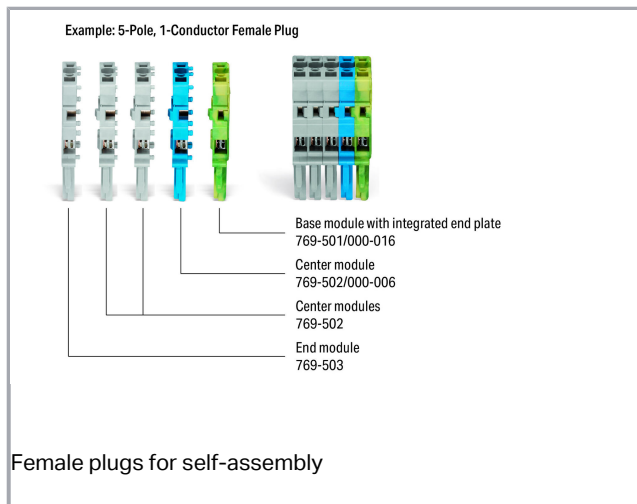 Example: 5-Pole, 1-Conductor Female Plug
Base module with integrated end plate
769-501/000-016
Center module
769-502/000-006
Center modules
769-502
End module
769-503
Female plugs for self-assembly